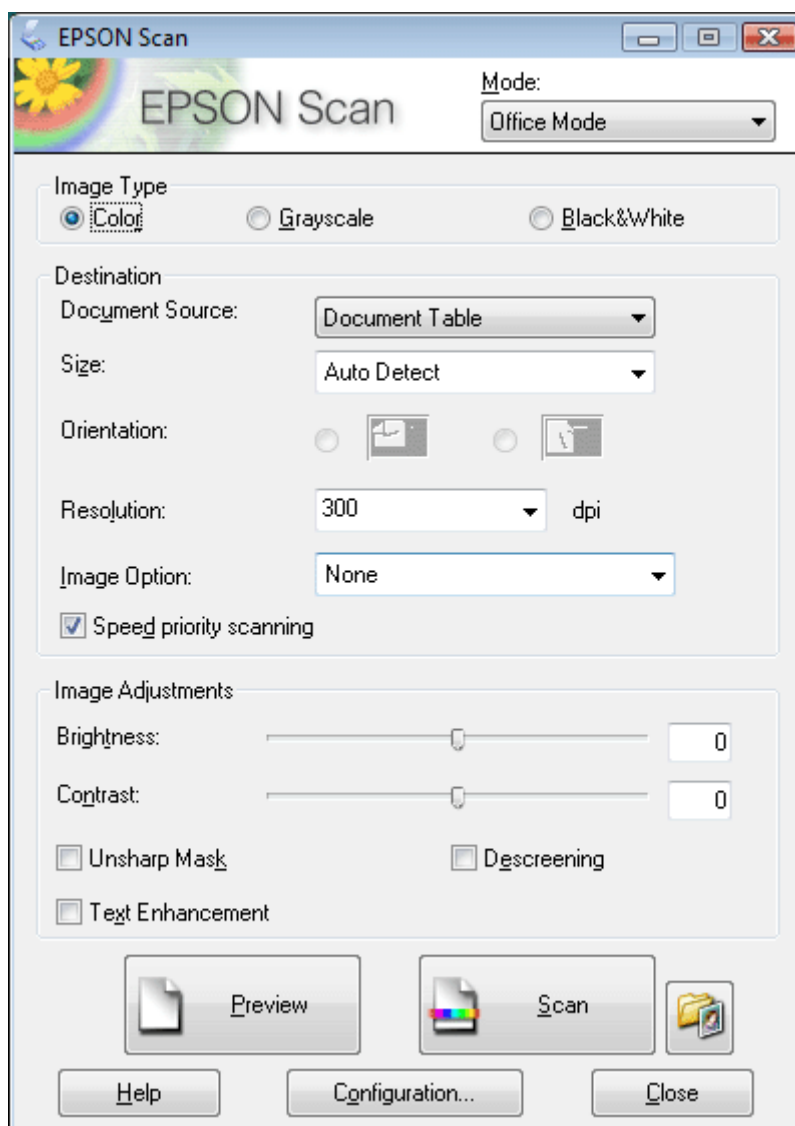 EPSON Scan
EPSON Scan
Mode:
Office Mode
Image Type
Color
Grayscale
Black&White
Destination
Document Source:
Document Table
Size:
Auto Detect
Orientation:
Resolution:
300
dpi
Image Option:
None
Speed priority scanning
Image Adjustments
Brightness:
0
Contrast:
0
Unsharp Mask
Descreening
Text Enhancement
Preview
Scan
Help
Configuration...
Close